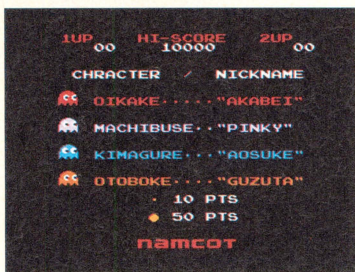 1UP HI-SCORE 2UP
00 10000 00
CHRACTER / NICKNAME
OIKAKE·····"AKABEI"
MACHIBUSE··"PINKY"
KIMAGURE··"AOSUKE"
OTOBOKE····"GUZUTA"
· 10 PTS
50 PTS
namcot